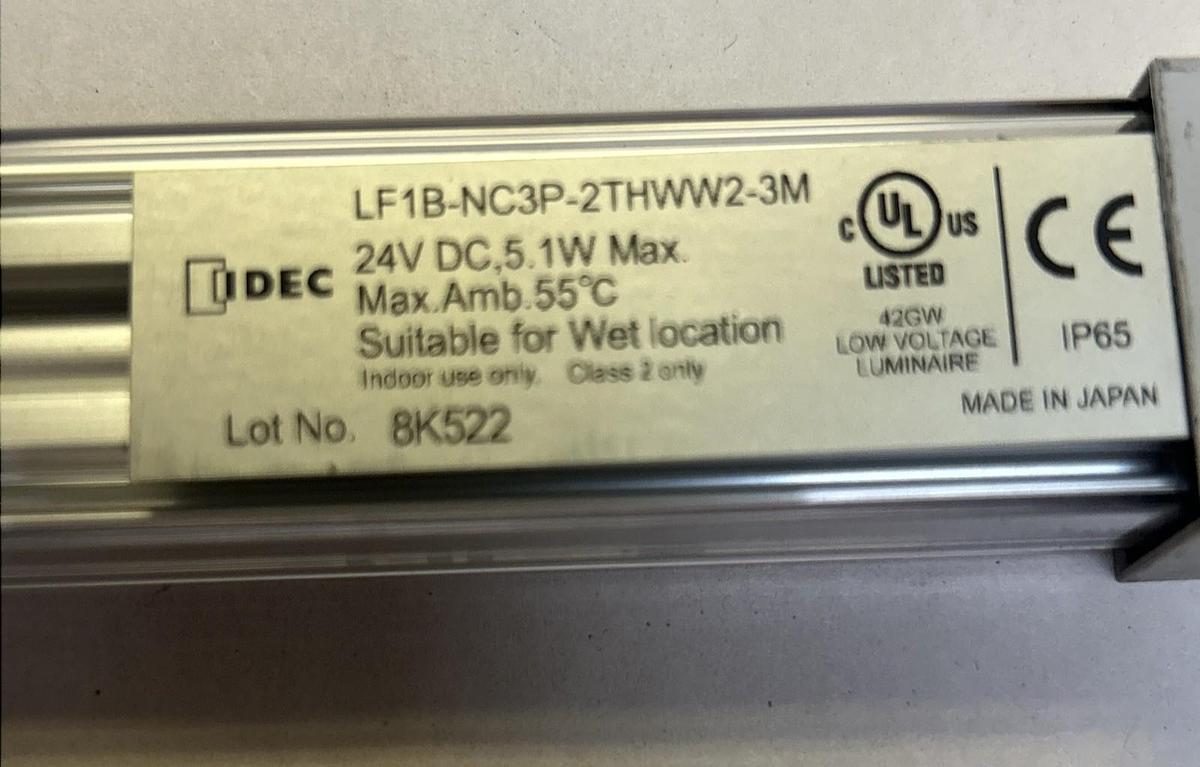 LF1B-NC3P-2THWW2-3M
IDEC
24V DC,5.1W Max.
Max.Amb.55°C
Suitable for Wet location
Indoor use only. Class 2 only
Lot No. 8K522
C UL US
LISTED
42GW
LOW VOLTAGE
LUMINAIRE
CE
IP65
MADE IN JAPAN